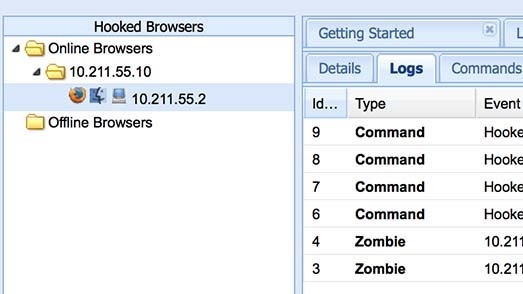 Hooked Browsers
Online Browsers
10.211.55.10
10.211.55.2
Offline Browsers
Getting Started
L
Details Logs Commands
Id... Type Event
9 Command Hooke
8 Command Hooke
7 Command Hooke
6 Command Hooke
4 Zombie 10.211
3 Zombie 10.211